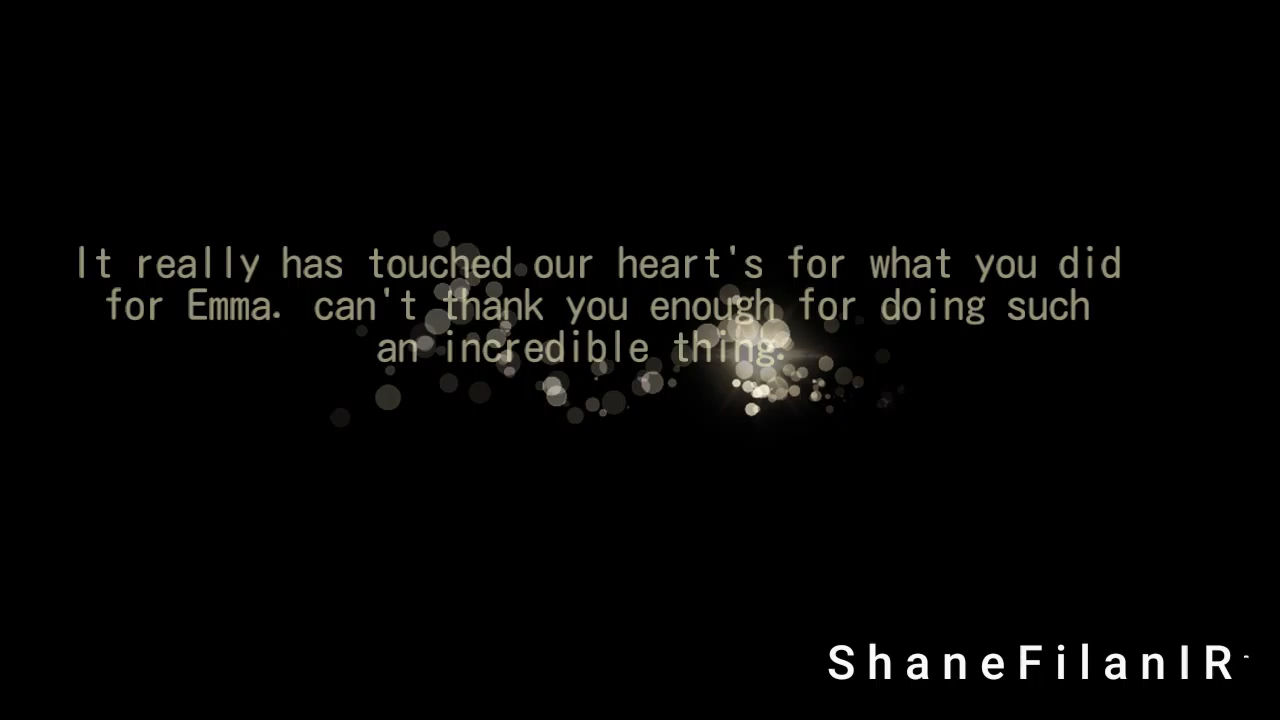 It really has touched our heart's for what you did
for Emma. can't thank you enough for doing such
an incredible thing.
ShaneFilanIR